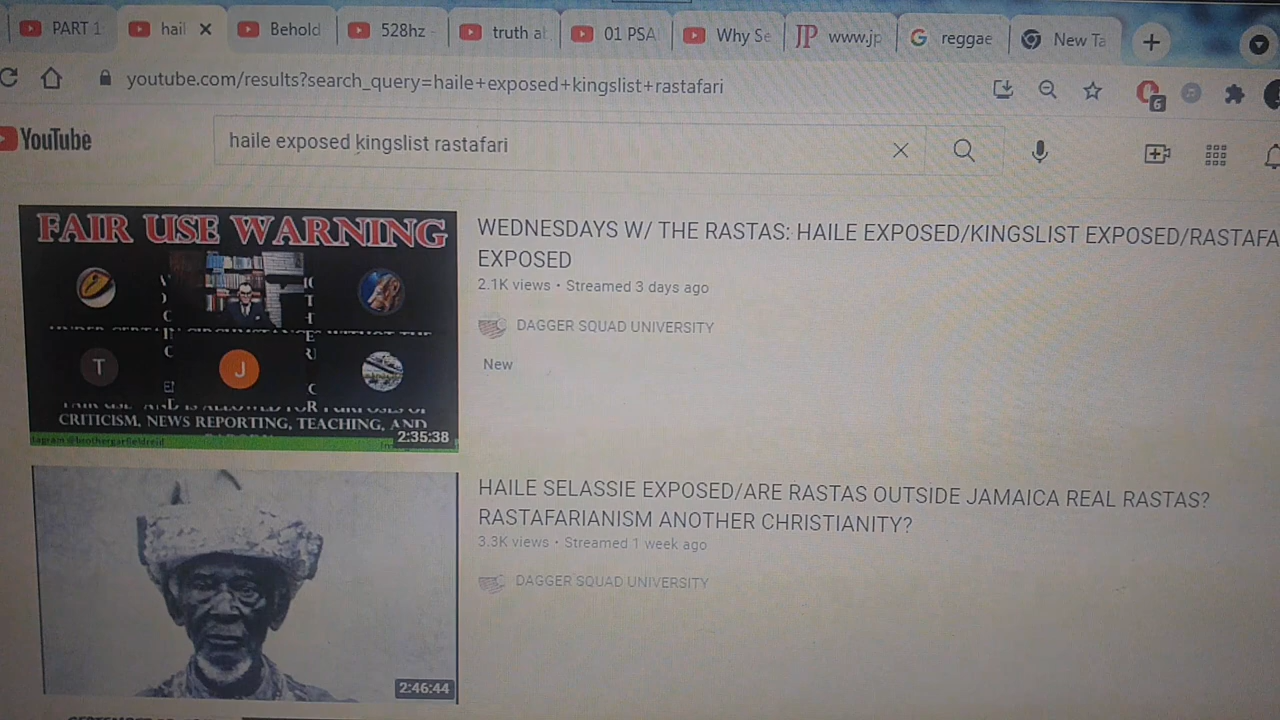 PART 1
hail
Behold
528hz -
truth al
01 PSA
Why Se
JP www.jp
G reggae
New Ta
youtube.com/results?search_query=haile+exposed+kingslist+rastafari
6
YouTube
haile exposed kingslist rastafari
FAIR USE WARNING
T
J
CRITICISM, NEWS REPORTING, TEACHING, AND
2:35:38
WEDNESDAYS W/ THE RASTAS: HAILE EXPOSED/KINGSLIST EXPOSED/RASTAFA
EXPOSED
2.1K views • Streamed 3 days ago
DAGGER SQUAD UNIVERSITY
New
HAILE SELASSIE EXPOSED/ARE RASTAS OUTSIDE JAMAICA REAL RASTAS?
RASTAFARIANISM ANOTHER CHRISTIANITY?
3.3K views • Streamed 1 week ago
DAGGER SQUAD UNIVERSITY
2:46:44